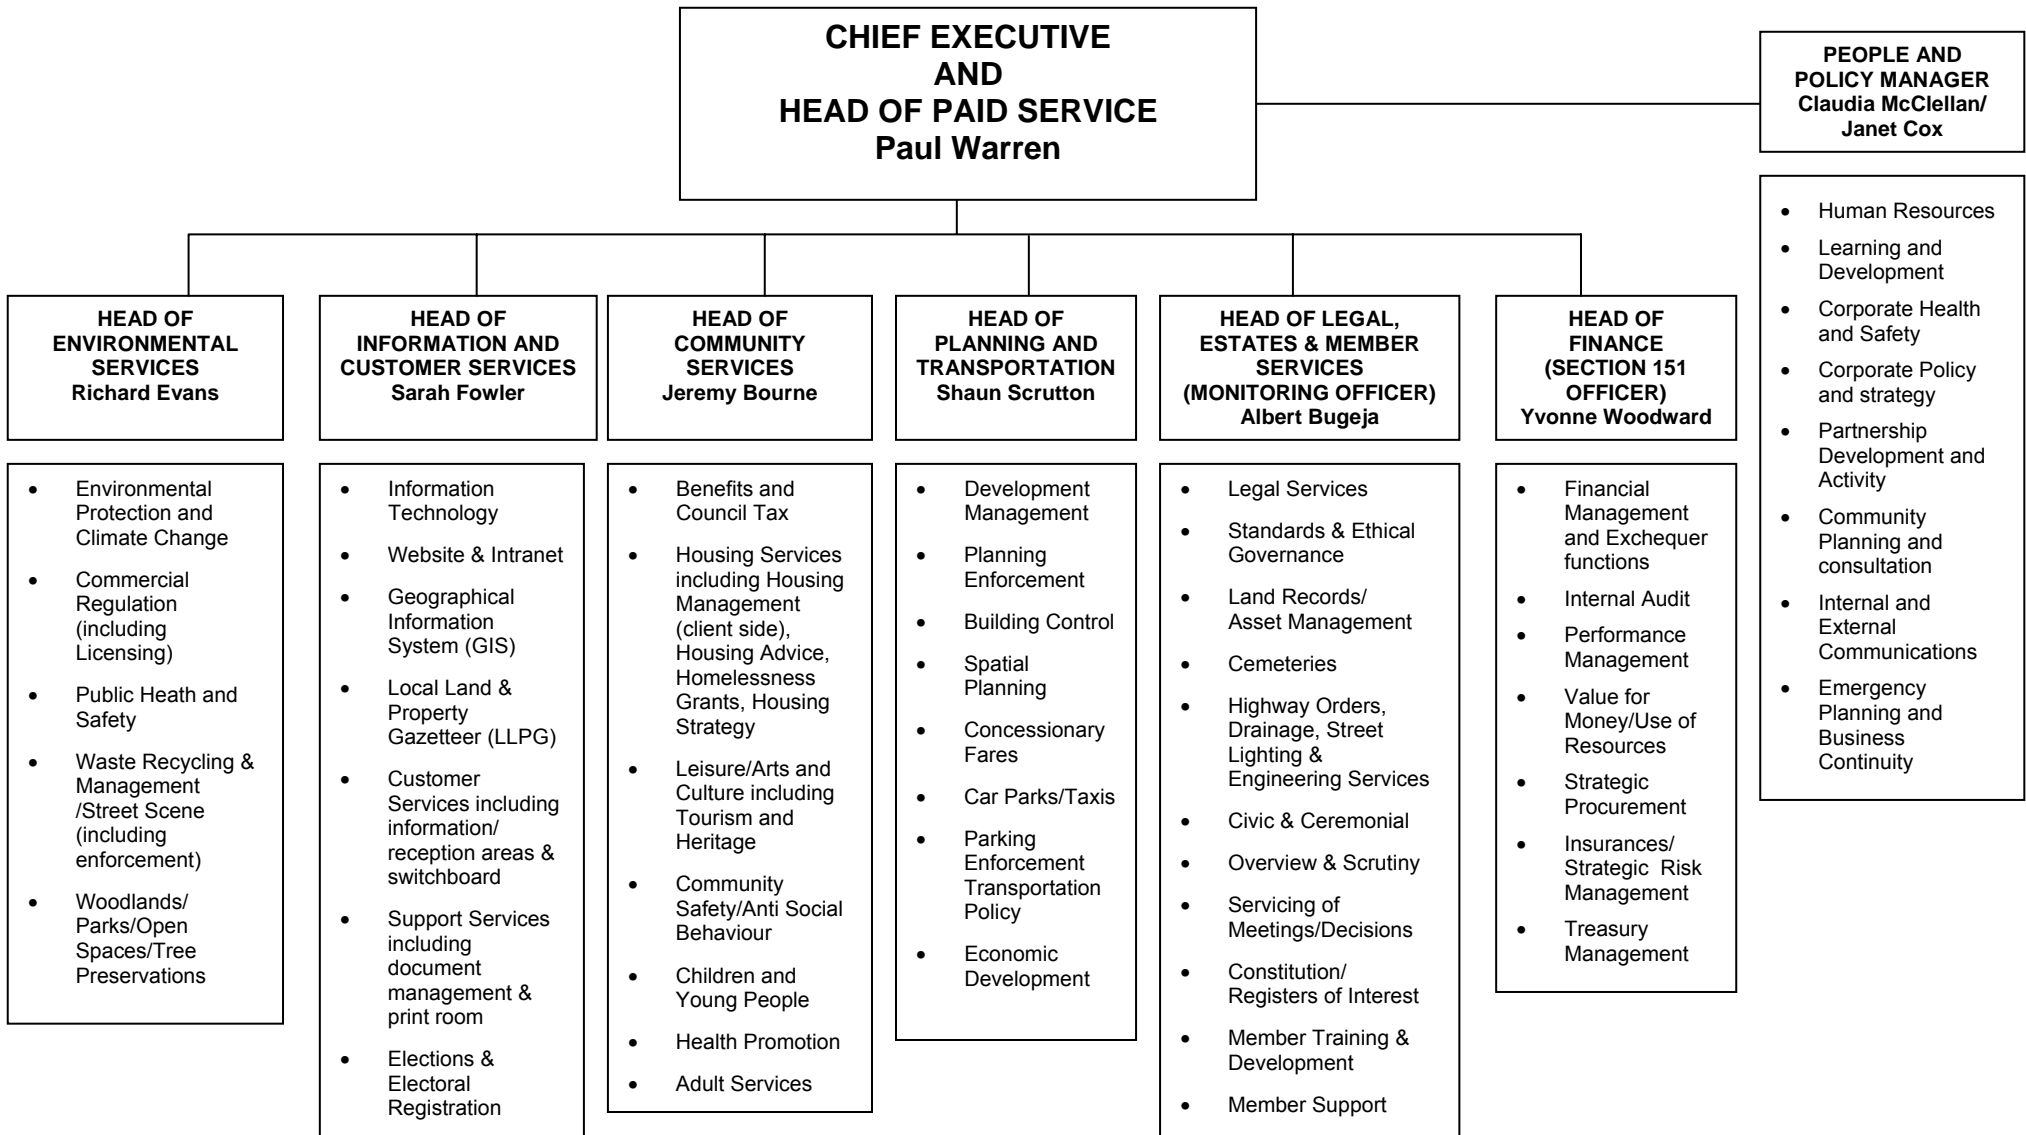 CHIEF EXECUTIVE
AND
HEAD OF PAID SERVICE
Paul Warren
PEOPLE AND
POLICY MANAGER
Claudia McClellan/
Janet Cox
• Human Resources
• Learning and
Development
• Corporate Health
and Safety
• Corporate Policy
and strategy
• Partnership
Development and
Activity
• Community
Planning and
consultation
• Internal and
External
Communications
• Emergency
Planning and
Business
Continuity
HEAD OF
ENVIRONMENTAL
SERVICES
Richard Evans
• Environmental
Protection and
Climate Change
• Commercial
Regulation
(including
Licensing)
• Public Heath and
Safety
• Waste Recycling &
Management
/Street Scene
(including
enforcement)
• Woodlands/
Parks/Open
Spaces/Tree
Preservations
HEAD OF
INFORMATION AND
CUSTOMER SERVICES
Sarah Fowler
• Information
Technology
• Website & Intranet
• Geographical
Information
System (GIS)
• Local Land &
Property
Gazetteer (LLPG)
• Customer
Services including
information/
reception areas &
switchboard
• Support Services
including
document
management &
print room
• Elections &
Electoral
Registration
HEAD OF
COMMUNITY
SERVICES
Jeremy Bourne
• Benefits and
Council Tax
• Housing Services
including Housing
Management
(client side),
Housing Advice,
Homelessness
Grants, Housing
Strategy
• Leisure/Arts and
Culture including
Tourism and
Heritage
• Community
Safety/Anti Social
Behaviour
• Children and
Young People
• Health Promotion
• Adult Services
HEAD OF
PLANNING AND
TRANSPORTATION
Shaun Scrutton
• Development
Management
• Planning
Enforcement
• Building Control
• Spatial
Planning
• Concessionary
Fares
• Car Parks/Taxis
• Parking
Enforcement
Transportation
Policy
• Economic
Development
HEAD OF LEGAL,
ESTATES & MEMBER
SERVICES
(MONITORING OFFICER)
Albert Bugeja
• Legal Services
• Standards & Ethical
Governance
• Land Records/
Asset Management
• Cemeteries
• Highway Orders,
Drainage, Street
Lighting &
Engineering Services
• Civic & Ceremonial
• Overview & Scrutiny
• Servicing of
Meetings/Decisions
• Constitution/
Registers of Interest
• Member Training &
Development
• Member Support
HEAD OF
FINANCE
(SECTION 151
OFFICER)
Yvonne Woodward
• Financial
Management
and Exchequer
functions
• Internal Audit
• Performance
Management
• Value for
Money/Use of
Resources
• Strategic
Procurement
• Insurances/
Strategic Risk
Management
• Treasury
Management